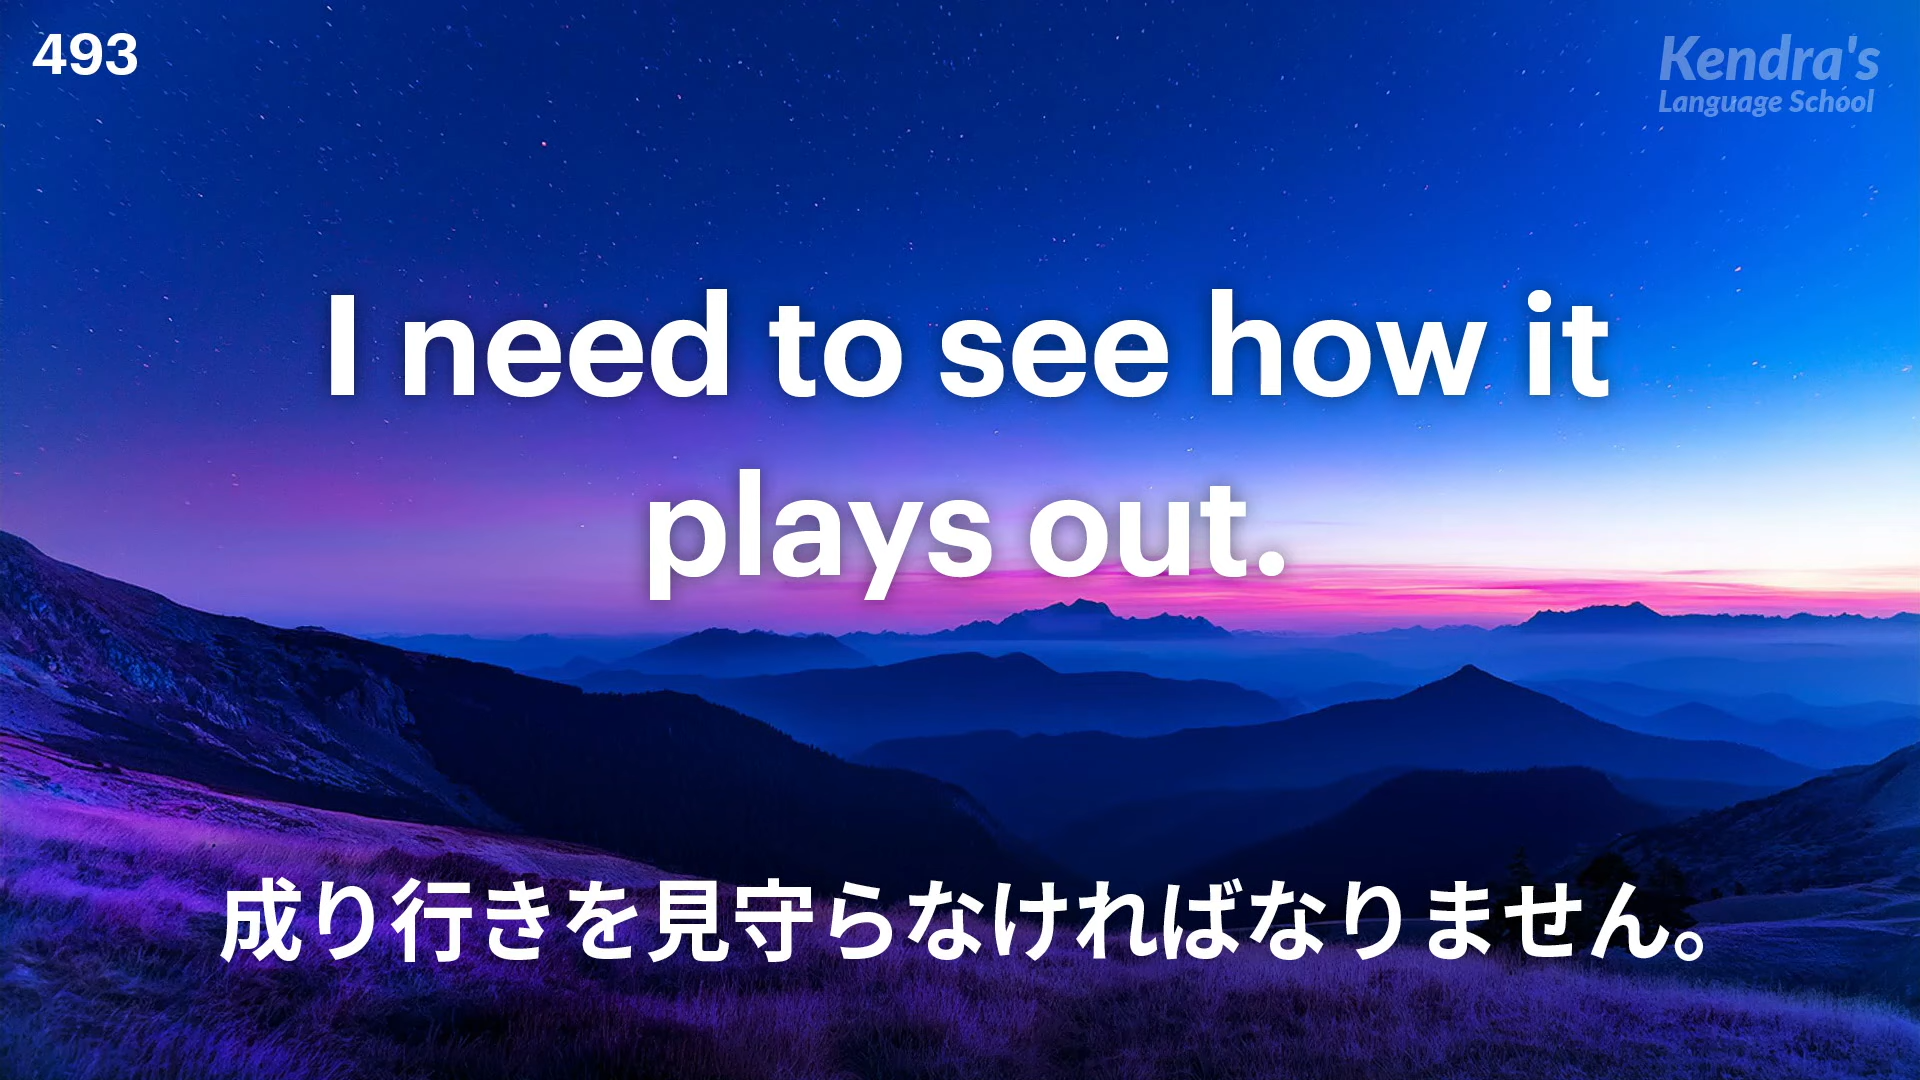 493
Kendra's
Language School
I need to see how it
plays out.
成り行きを見守らなければなりません。